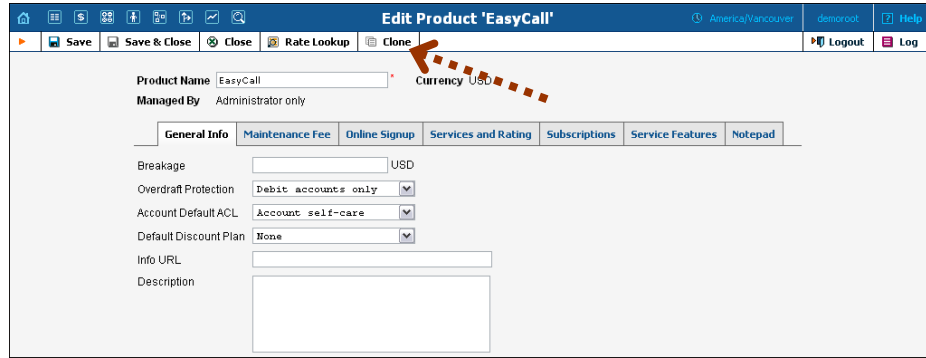 Edit Product 'EasyCall' America/Vancouver demoroot ? Help
Save Save & Close Close Rate Lookup Clone Logout Log
Product Name EasyCall * Currency USD
Managed By Administrator only
General Info Maintenance Fee Online Signup Services and Rating Subscriptions Service Features Notepad
Breakage USD
Overdraft Protection Debit accounts only
Account Default ACL Account self-care
Default Discount Plan None
Info URL
Description